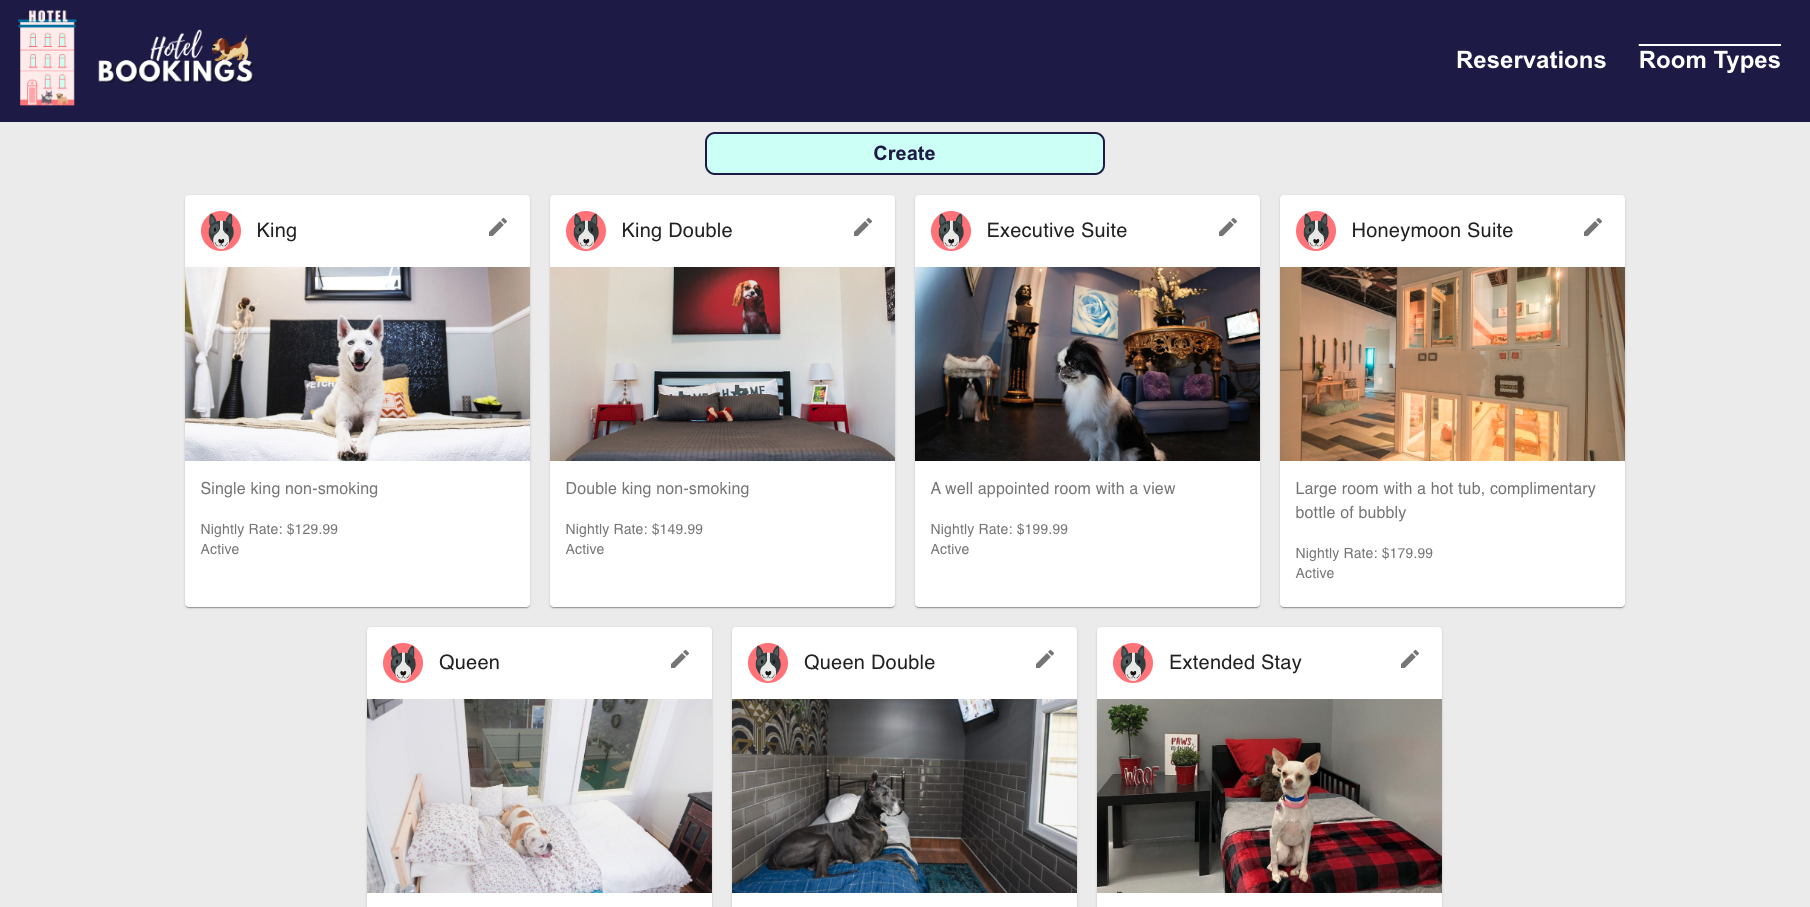 HOTEL
Hotel
BOOKINGS
Reservations
Room Types
Create
King
King Double
Executive Suite
Honeymoon Suite
HOME
Single king non-smoking
Nightly Rate: $129.99
Active
Double king non-smoking
Nightly Rate: $149.99
Active
A well appointed room with a view
Nightly Rate: $199.99
Active
Large room with a hot tub, complimentary
bottle of bubbly
Nightly Rate: $179.99
Active
Queen
Queen Double
Extended Stay
PAWS,
WOOF